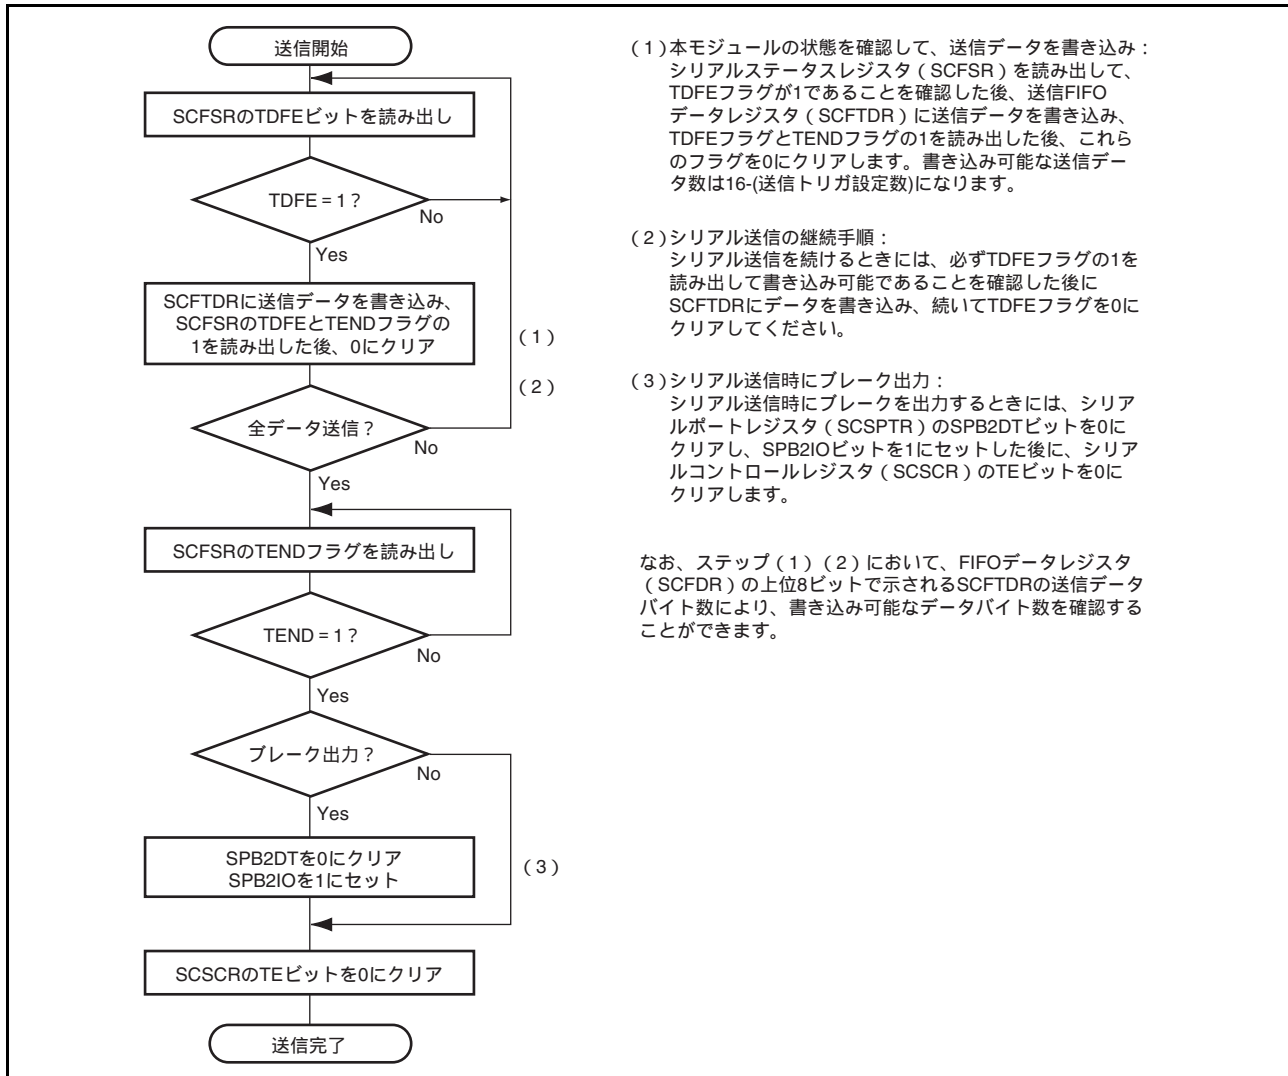 送信開始
SCFSRのTDFEビットを読み出し
TDFE = 1？
No
Yes
SCFTDRに送信データを書き込み、
SCFSRのTDFEとTENDフラグの
1を読み出した後、0にクリア
（1）
（2）
全データ送信？
No
Yes
SCFSRのTENDフラグを読み出し
TEND = 1？
No
Yes
ブレーク出力？
No
Yes
SPB2DTを0にクリア
SPB2IOを1にセット
（3）
SCSCRのTEビットを0にクリア
送信完了
（1）本モジュールの状態を確認して、送信データを書き込み：
シリアルステータスレジスタ（SCFSR）を読み出して、
TDFEフラグが1であることを確認した後、送信FIFO
データレジスタ（SCFTDR）に送信データを書き込み、
TDFEフラグとTENDフラグの1を読み出した後、これら
のフラグを0にクリアします。書き込み可能な送信デー
タ数は16-(送信トリガ設定数)になります。
（2）シリアル送信の継続手順：
シリアル送信を続けるときには、必ずTDFEフラグの1を
読み出して書き込み可能であることを確認した後に
SCFTDRにデータを書き込み、続いてTDFEフラグを0に
クリアしてください。
（3）シリアル送信時にブレーク出力：
シリアル送信時にブレークを出力するときには、シリア
ルポートレジスタ（SCSPTR）のSPB2DTビットを0に
クリアし、SPB2IOビットを1にセットした後に、シリア
ルコントロールレジスタ（SCSCR）のTEビットを0に
クリアします。
なお、ステップ（1）（2）において、FIFOデータレジスタ
（SCFDR）の上位8ビットで示されるSCFTDRの送信データ
バイト数により、書き込み可能なデータバイト数を確認する
ことができます。